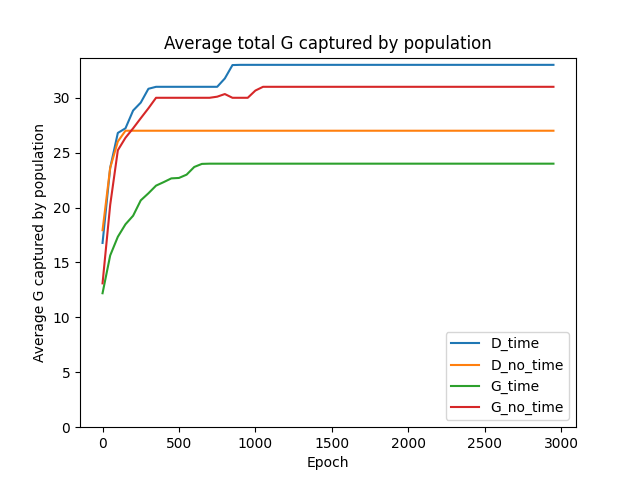 Average total G captured by population
Average G captured by population
30
25
20
15
10
5
0
0 500 1000 1500 2000 2500 3000
Epoch
D_time
D_no_time
G_time
G_no_time